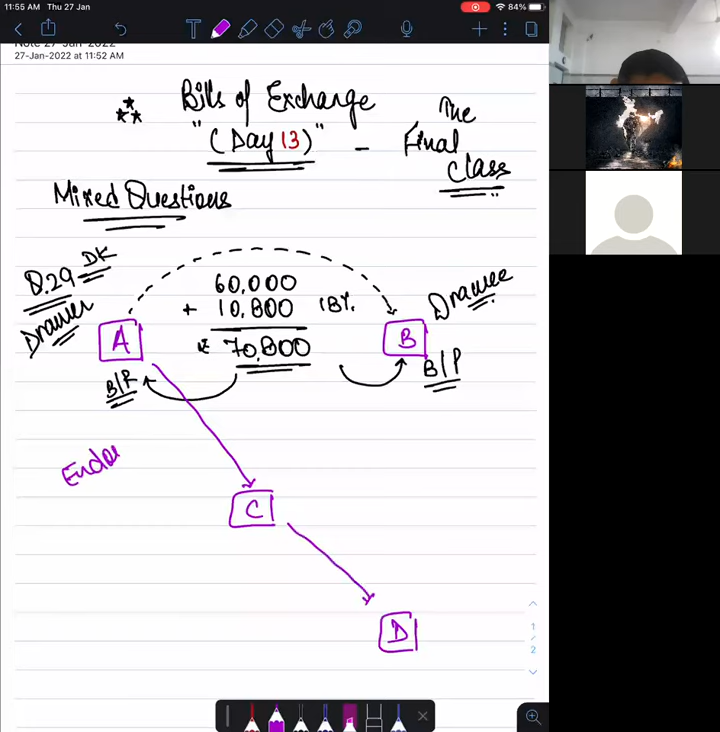 11:55 AM Thu 27 Jan
84%
Note 27-Jan-2022
27-Jan-2022 at 11:52 AM
Bills of Exchange
"(Day 13)" - The Final Class
Mixed Questions
Q.29 DK
Drawer
60,000
+ 10,800 18%
₹ 70,800
Drawee
A
B
B/R
B/P
Endo
C
D
1
/
2